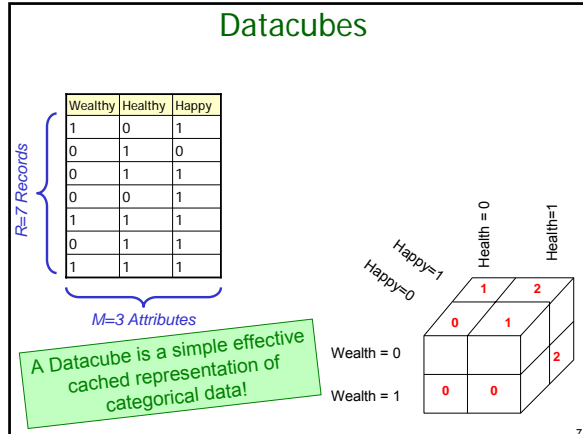 Datacubes
Wealthy Healthy Happy
1 0 1
0 1 0
0 1 1
0 0 1
1 1 1
0 1 1
1 1 1
R=7 Records
M=3 Attributes
A Datacube is a simple effective
cached representation of
categorical data!
Happy=1
Happy=0
Health = 0
Health=1
1 2
0 1
Wealth = 0
2
Wealth = 1
0 0
7